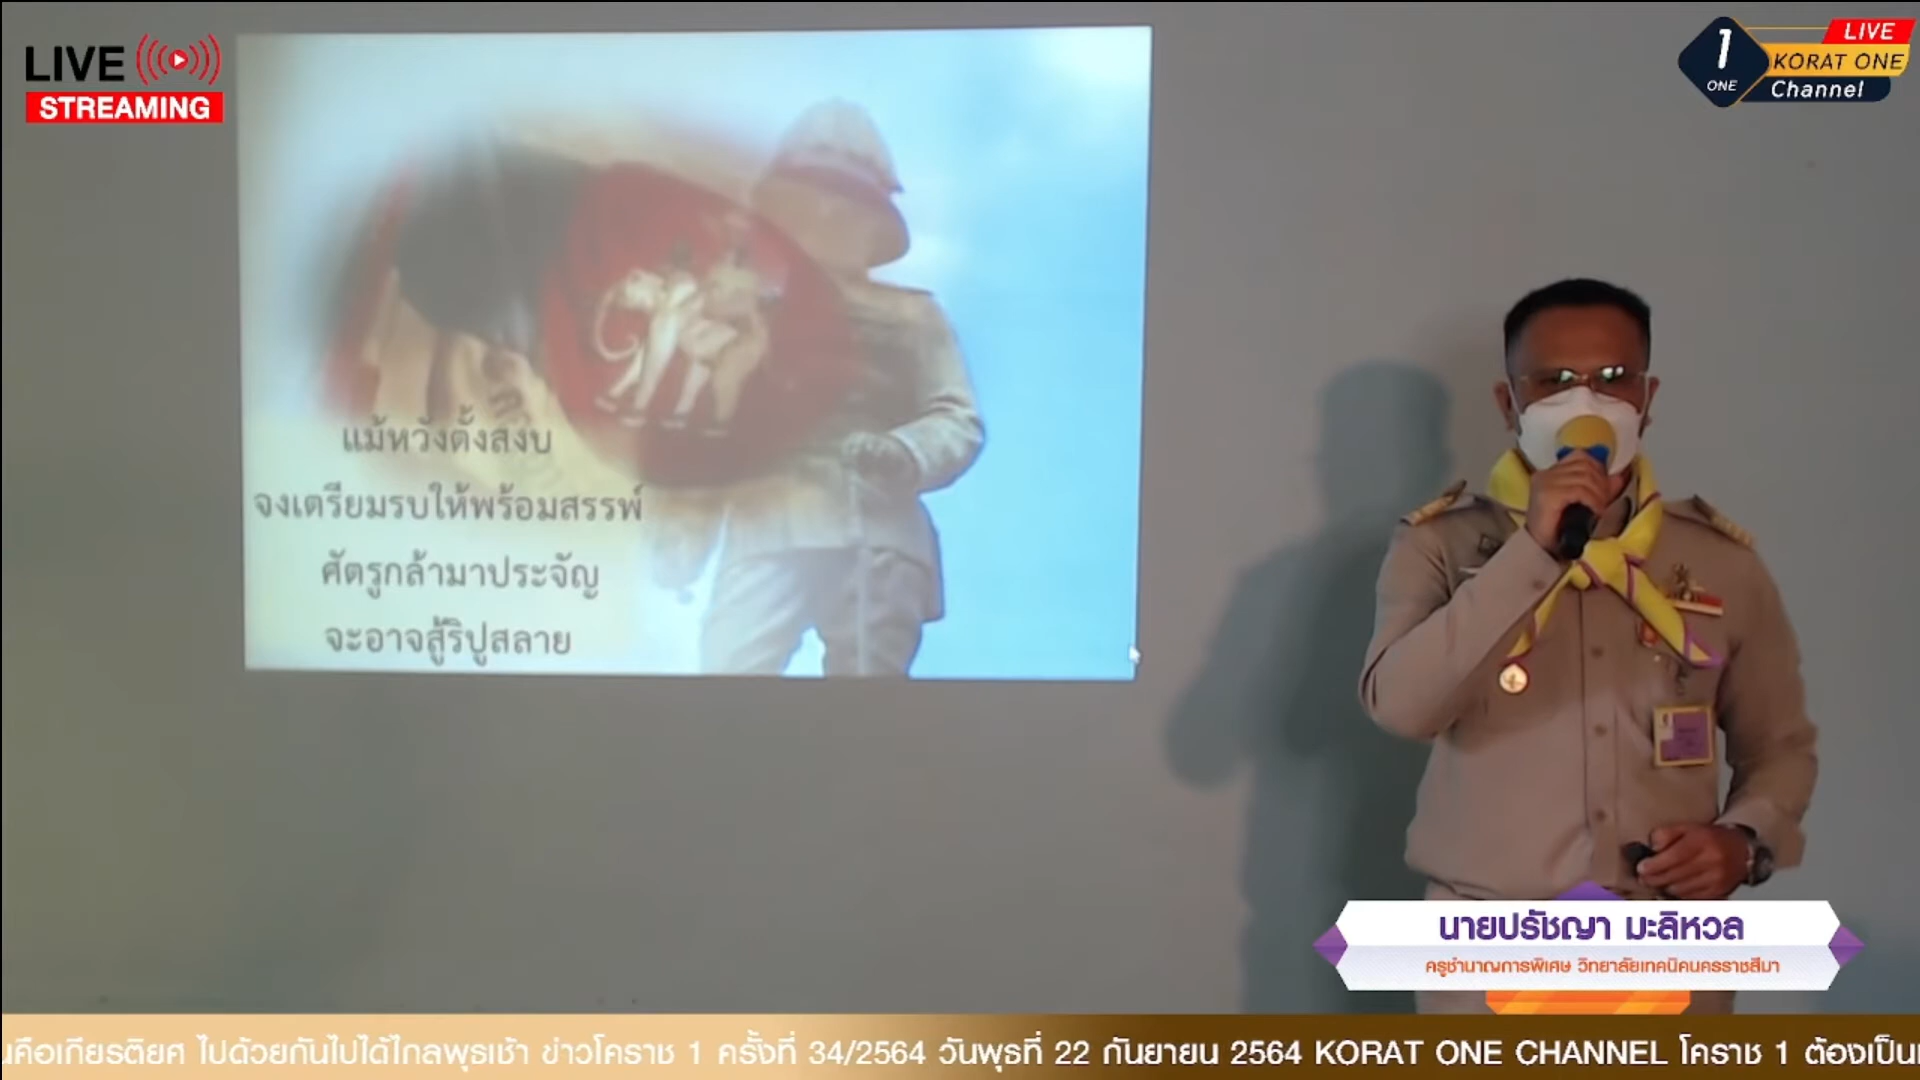 LIVE
STREAMING
LIVE
1
ONE
KORAT ONE
Channel
แม้หวังตั้งสงบ
จงเตรียมรบให้พร้อมสรรพ์
ศัตรูกล้ามาประจัญ
จะอาจสู้ริปูสลาย
นายปรัชญา มะลิหวล
ครูชำนาญการพิเศษ วิทยาลัยเทคนิคนครราชสีมา
คือเกียรติยศ ไปด้วยกันไปได้ไกลพุธเช้า ข่าวโคราช 1 ครั้งที่ 34/2564 วันพุธที่ 22 กันยายน 2564 KORAT ONE CHANNEL โคราช 1 ต้องเป็น